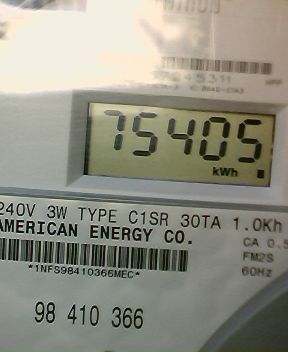 75405
kWh
240V 3W TYPE C1SR 30TA 1.0Kh
AMERICAN ENERGY CO.
CA 0.5
FM2S
60Hz
*1NFS98410366MEC*
98 410 366